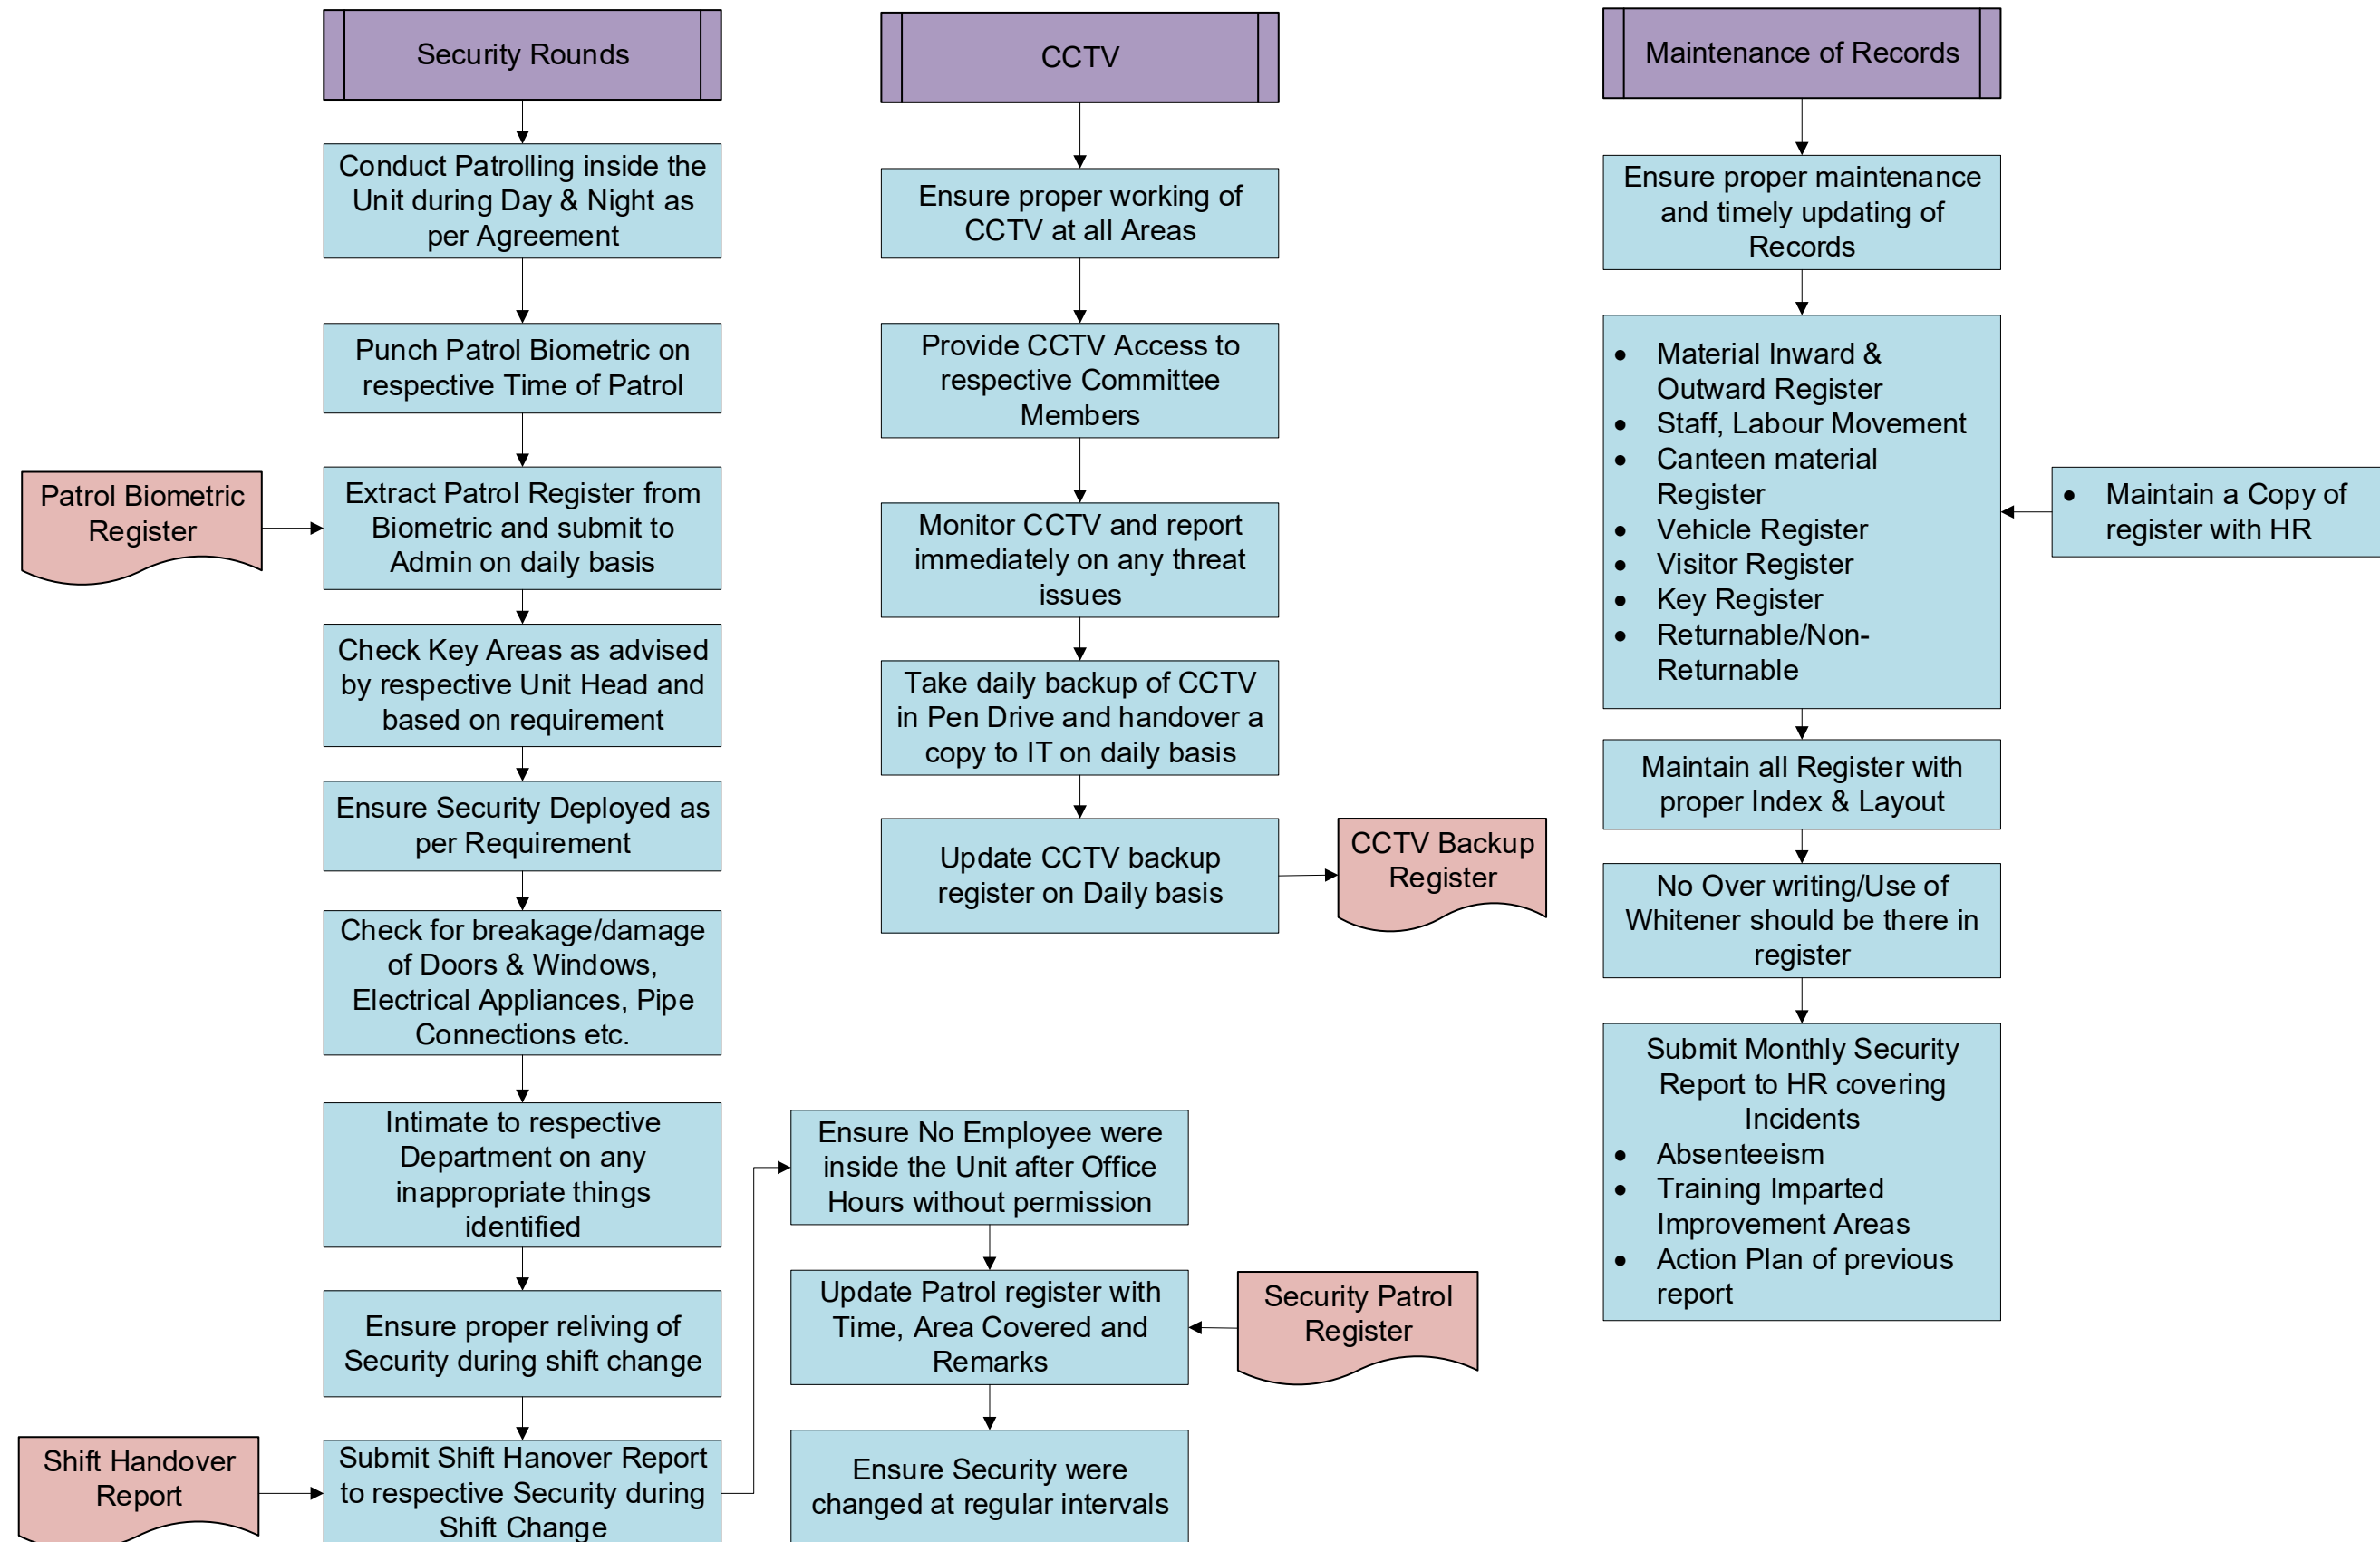 Security Rounds
Conduct Patrolling inside the
Unit during Day & Night as
per Agreement
Punch Patrol Biometric on
respective Time of Patrol
Patrol Biometric
Register
Extract Patrol Register from
Biometric and submit to
Admin on daily basis
Check Key Areas as advised
by respective Unit Head and
based on requirement
Ensure Security Deployed as
per Requirement
Check for breakage/damage
of Doors & Windows,
Electrical Appliances, Pipe
Connections etc.
Intimate to respective
Department on any
inappropriate things
identified
Ensure proper reliving of
Security during shift change
Shift Handover
Report
Submit Shift Hanover Report
to respective Security during
Shift Change
Ensure No Employee were
inside the Unit after Office
Hours without permission
Update Patrol register with
Time, Area Covered and
Remarks
Security Patrol
Register
Ensure Security were
changed at regular intervals
CCTV
Ensure proper working of
CCTV at all Areas
Provide CCTV Access to
respective Committee
Members
Monitor CCTV and report
immediately on any threat
issues
Take daily backup of CCTV
in Pen Drive and handover a
copy to IT on daily basis
Update CCTV backup
register on Daily basis
CCTV Backup
Register
Maintenance of Records
Ensure proper maintenance
and timely updating of
Records
• Material Inward &
Outward Register
• Staff, Labour Movement
• Canteen material
Register
• Vehicle Register
• Visitor Register
• Key Register
• Returnable/Non-
Returnable
• Maintain a Copy of
register with HR
Maintain all Register with
proper Index & Layout
No Over writing/Use of
Whitener should be there in
register
Submit Monthly Security
Report to HR covering
Incidents
• Absenteeism
• Training Imparted
Improvement Areas
• Action Plan of previous
report